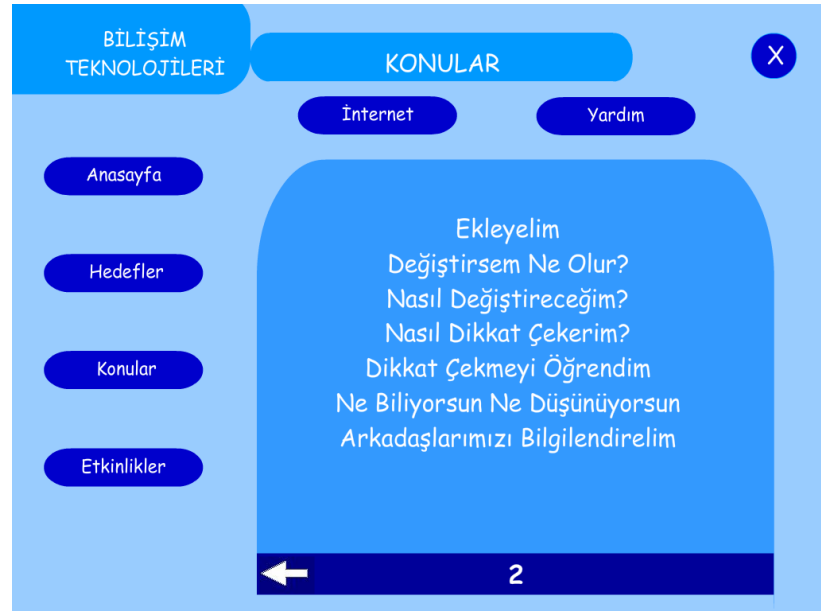 BİLİŞİM
TEKNOLOJİLERİ
KONULAR
X
İnternet
Yardım
Anasayfa
Hedefler
Konular
Etkinlikler
Ekleyelim
Değiştirsem Ne Olur?
Nasıl Değiştireceğim?
Nasıl Dikkat Çekerim?
Dikkat Çekmeyi Öğrendim
Ne Biliyorsun Ne Düşünüyorsun
Arkadaşlarımızı Bilgilendirelim
2